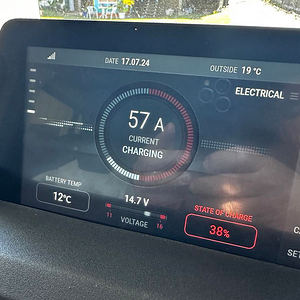 DATE 17.07.24
OUTSIDE 19 °C
ELECTRICAL
57 A
CURRENT
CHARGING
BATTERY TEMP
12°C
14.7 V
11 16
VOLTAGE
STATE OF CHARGE
38%
SET